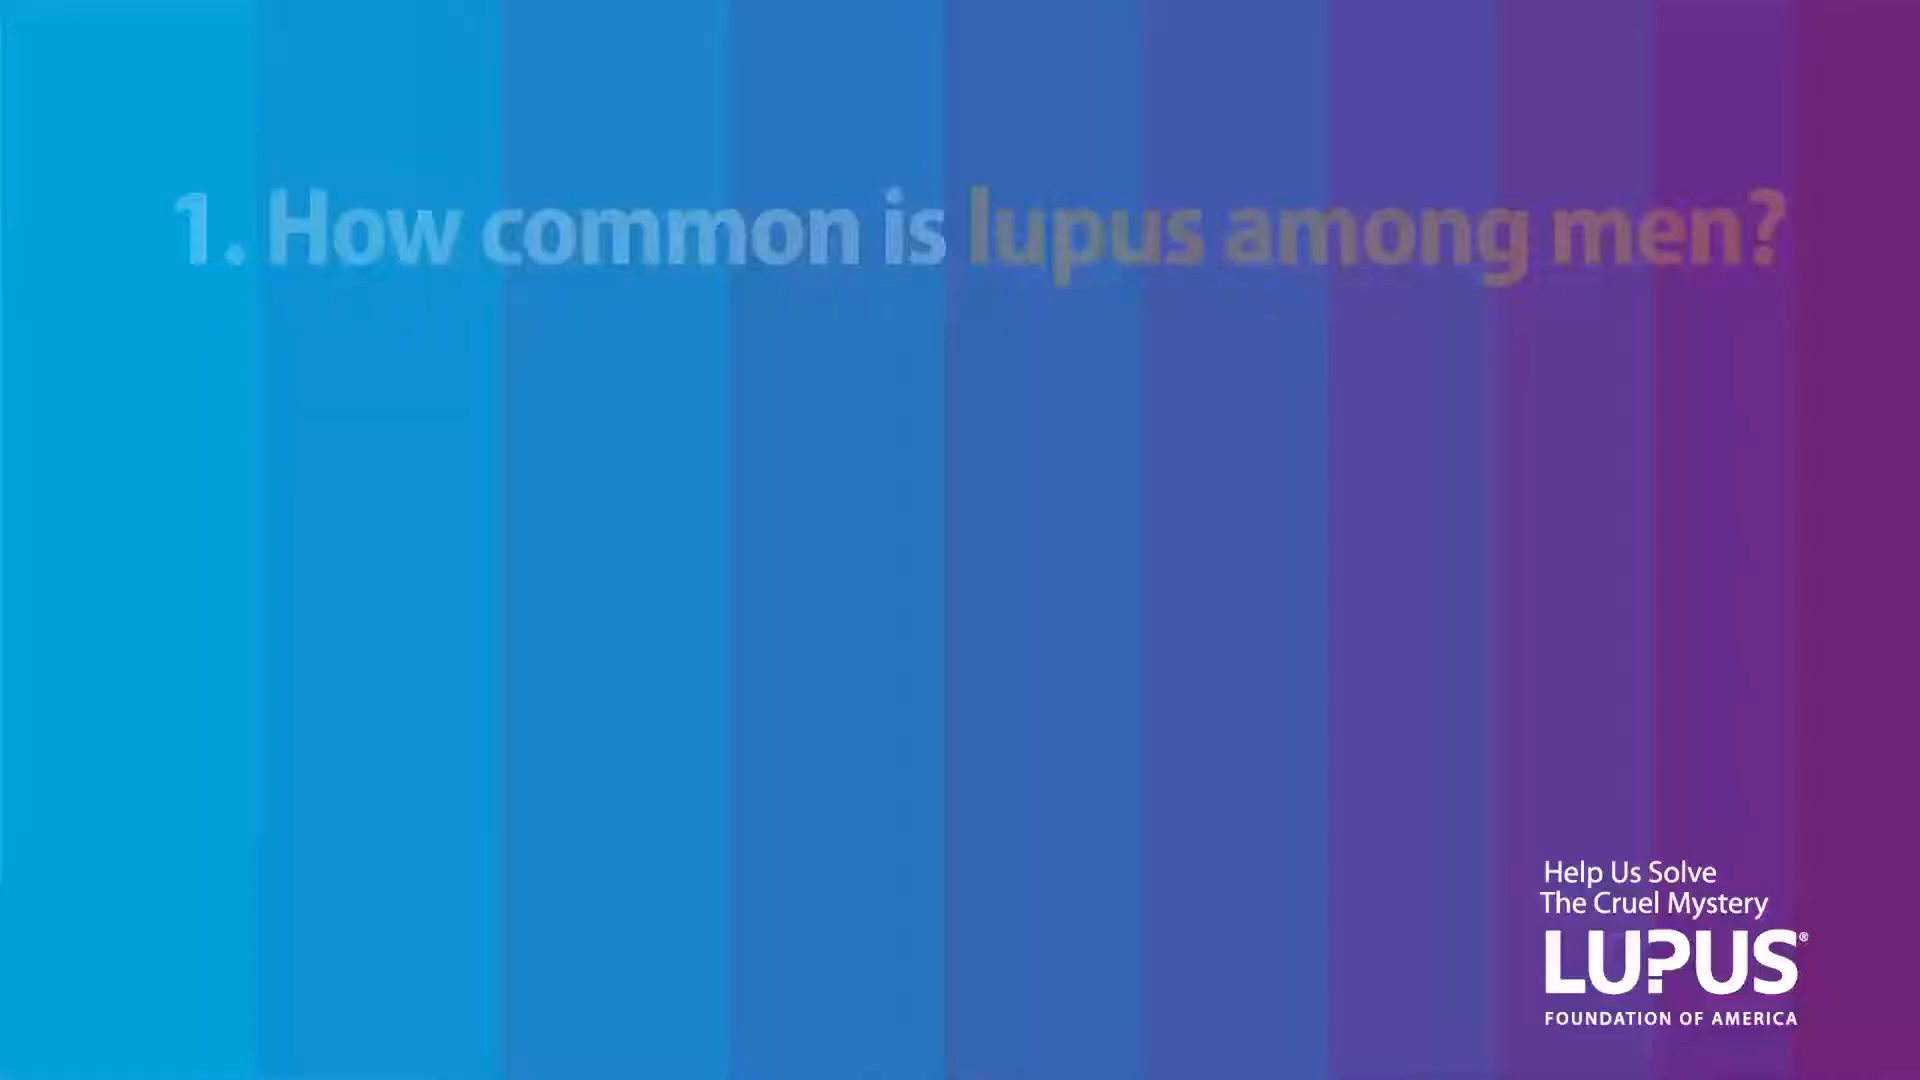 1. How common is lupus among men?
Help Us Solve
The Cruel Mystery
LUPUS®
FOUNDATION OF AMERICA